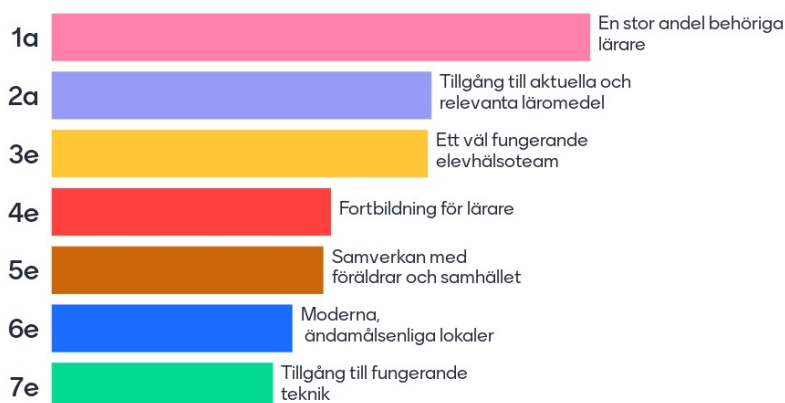 1a
En stor andel behöriga
lärare
2a
Tillgång till aktuella och
relevanta läromedel
3e
Ett väl fungerande
elevhälsoteam
4e
Fortbildning för lärare
5e
Samverkan med
föräldrar och samhället
6e
Moderna,
ändamålsenliga lokaler
7e
Tillgång till fungerande
teknik